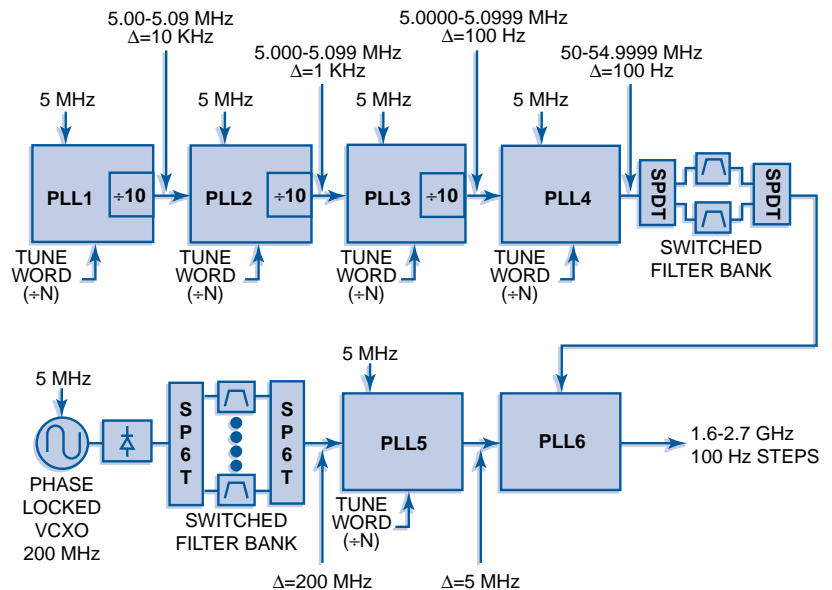 5.00-5.09 MHz
Δ=10 KHz
5.000-5.099 MHz
Δ=1 KHz
5.0000-5.0999 MHz
Δ=100 Hz
50-54.9999 MHz
Δ=100 Hz
5 MHz
5 MHz
5 MHz
5 MHz
PLL1
÷10
PLL2
÷10
PLL3
÷10
PLL4
SPDT
SPDT
SWITCHED
FILTER BANK
TUNE
WORD
(÷N)
TUNE
WORD
(÷N)
TUNE
WORD
(÷N)
TUNE
WORD
(÷N)
5 MHz
5 MHz
SP6T
SP6T
PLL5
PLL6
1.6-2.7 GHz
100 Hz STEPS
PHASE
LOCKED
VCXO
200 MHz
SWITCHED
FILTER BANK
TUNE
WORD
(÷N)
Δ=200 MHz
Δ=5 MHz